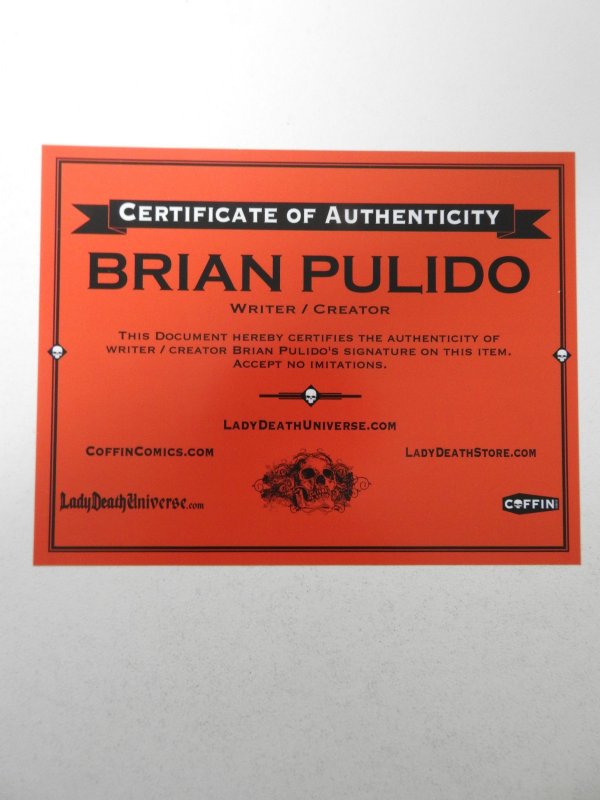 CERTIFICATE OF AUTHENTICITY
BRIAN PULIDO
WRITER / CREATOR
THIS DOCUMENT HEREBY CERTIFIES THE AUTHENTICITY OF
WRITER / CREATOR BRIAN PULIDO'S SIGNATURE ON THIS ITEM.
ACCEPT NO IMITATIONS.
LADYDEATHUNIVERSE.COM
COFFINCOMICS.COM
LADYDEATHSTORE.COM
LadyDeathUniverse.com
COFFIN